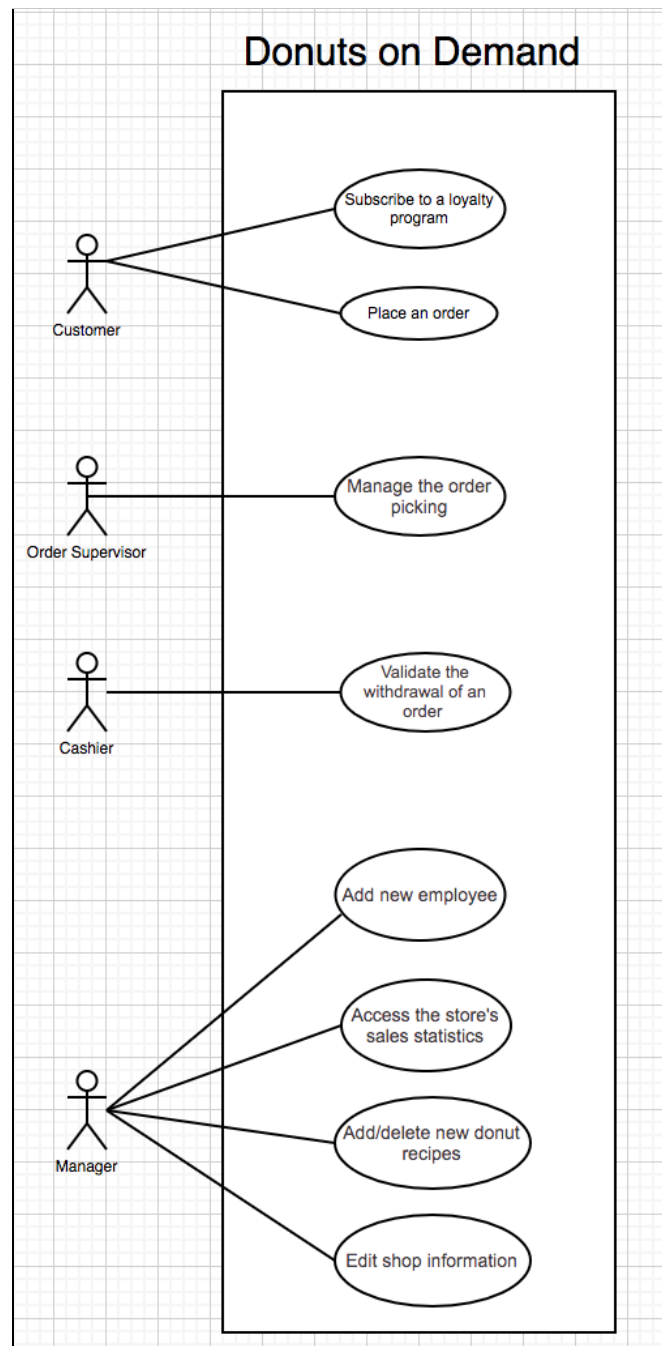 Donuts on Demand
Subscribe to a loyalty
program
Place an order
Customer
Manage the order
picking
Order Supervisor
Validate the
withdrawal of an
order
Cashier
Add new employee
Access the store's
sales statistics
Add/delete new donut
recipes
Manager
Edit shop information